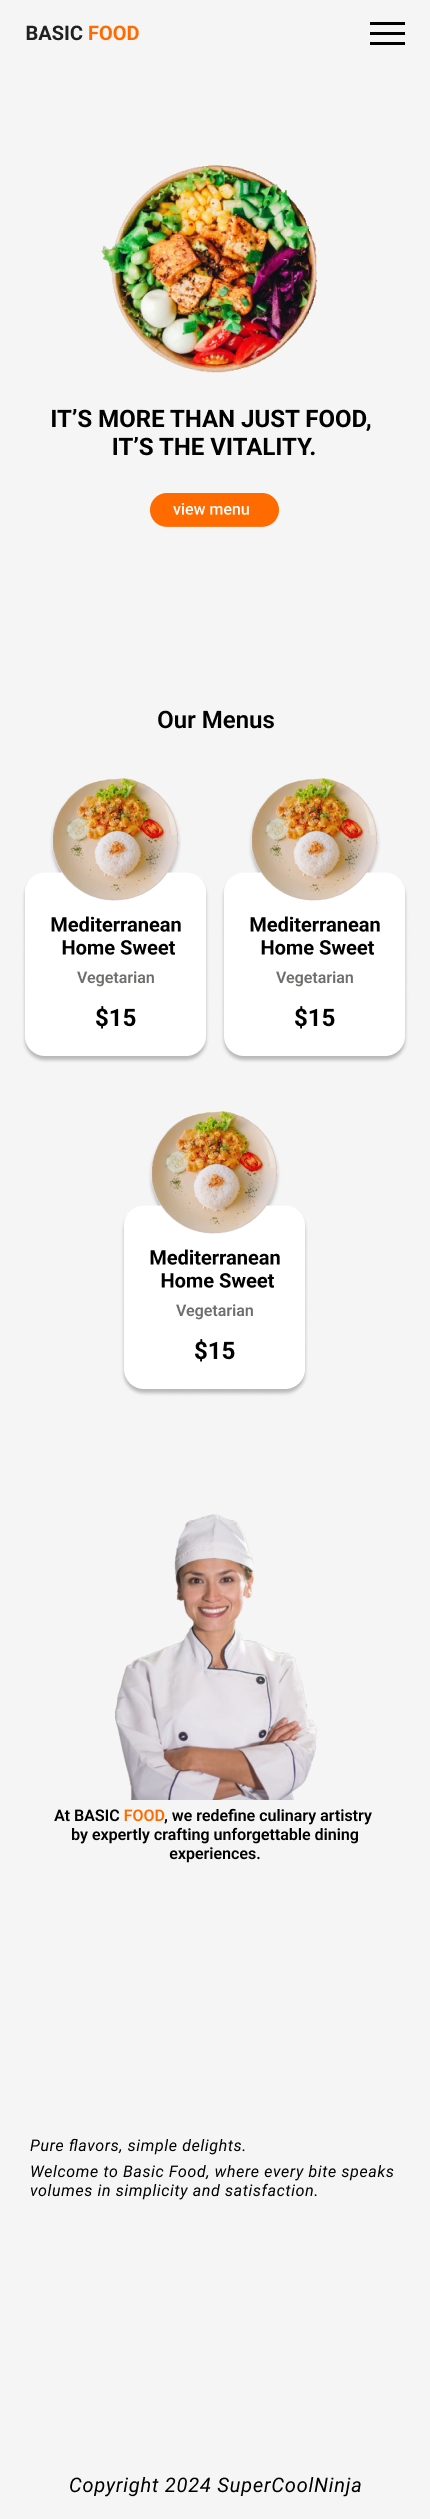 BASIC FOOD
IT’S MORE THAN JUST FOOD,
IT’S THE VITALITY.
view menu
Our Menus
Mediterranean
Home Sweet
Vegetarian
$15
Mediterranean
Home Sweet
Vegetarian
$15
Mediterranean
Home Sweet
Vegetarian
$15
At BASIC FOOD, we redefine culinary artistry
by expertly crafting unforgettable dining
experiences.
Pure flavors, simple delights.
Welcome to Basic Food, where every bite speaks
volumes in simplicity and satisfaction.
Copyright 2024 SuperCoolNinja